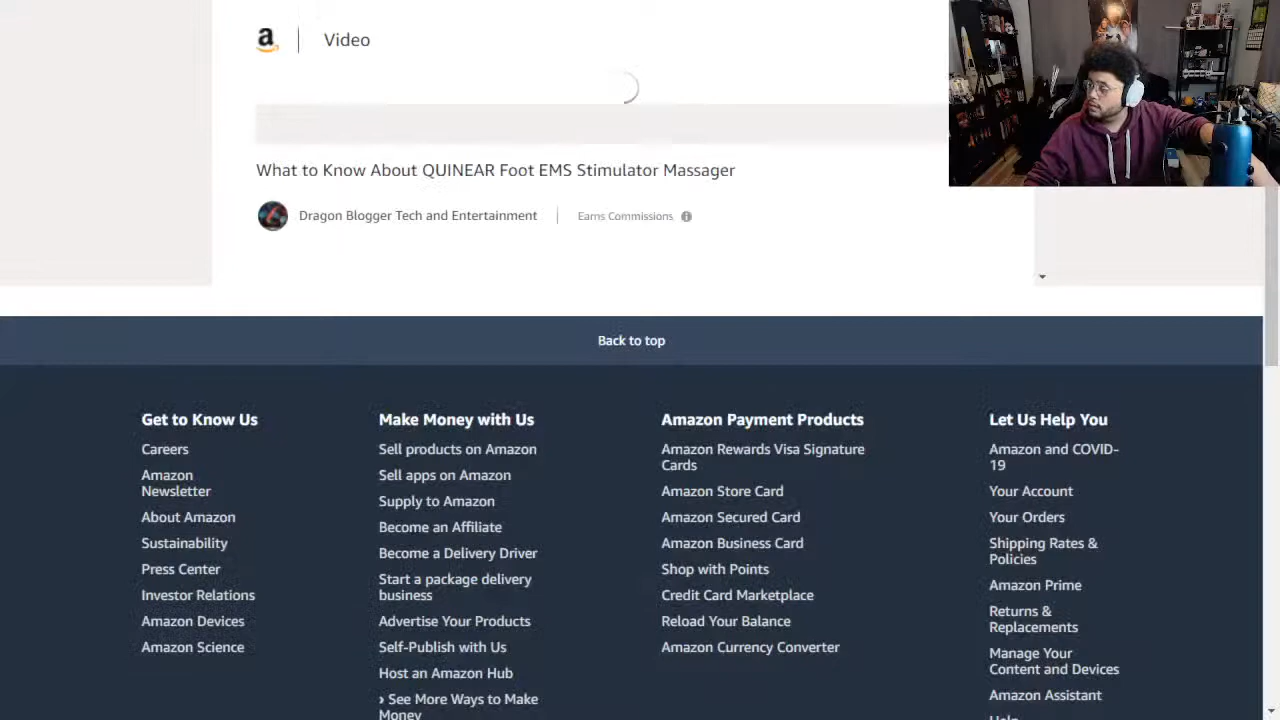 Video
What to Know About QUINEAR Foot EMS Stimulator Massager
Dragon Blogger Tech and Entertainment
Earns Commissions
Back to top
Get to Know Us
Careers
Amazon
Newsletter
About Amazon
Sustainability
Press Center
Investor Relations
Amazon Devices
Amazon Science
Make Money with Us
Sell products on Amazon
Sell apps on Amazon
Supply to Amazon
Become an Affiliate
Become a Delivery Driver
Start a package delivery
business
Advertise Your Products
Self-Publish with Us
Host an Amazon Hub
› See More Ways to Make
Money
Amazon Payment Products
Amazon Rewards Visa Signature
Cards
Amazon Store Card
Amazon Secured Card
Amazon Business Card
Shop with Points
Credit Card Marketplace
Reload Your Balance
Amazon Currency Converter
Let Us Help You
Amazon and COVID-
19
Your Account
Your Orders
Shipping Rates &
Policies
Amazon Prime
Returns &
Replacements
Manage Your
Content and Devices
Amazon Assistant